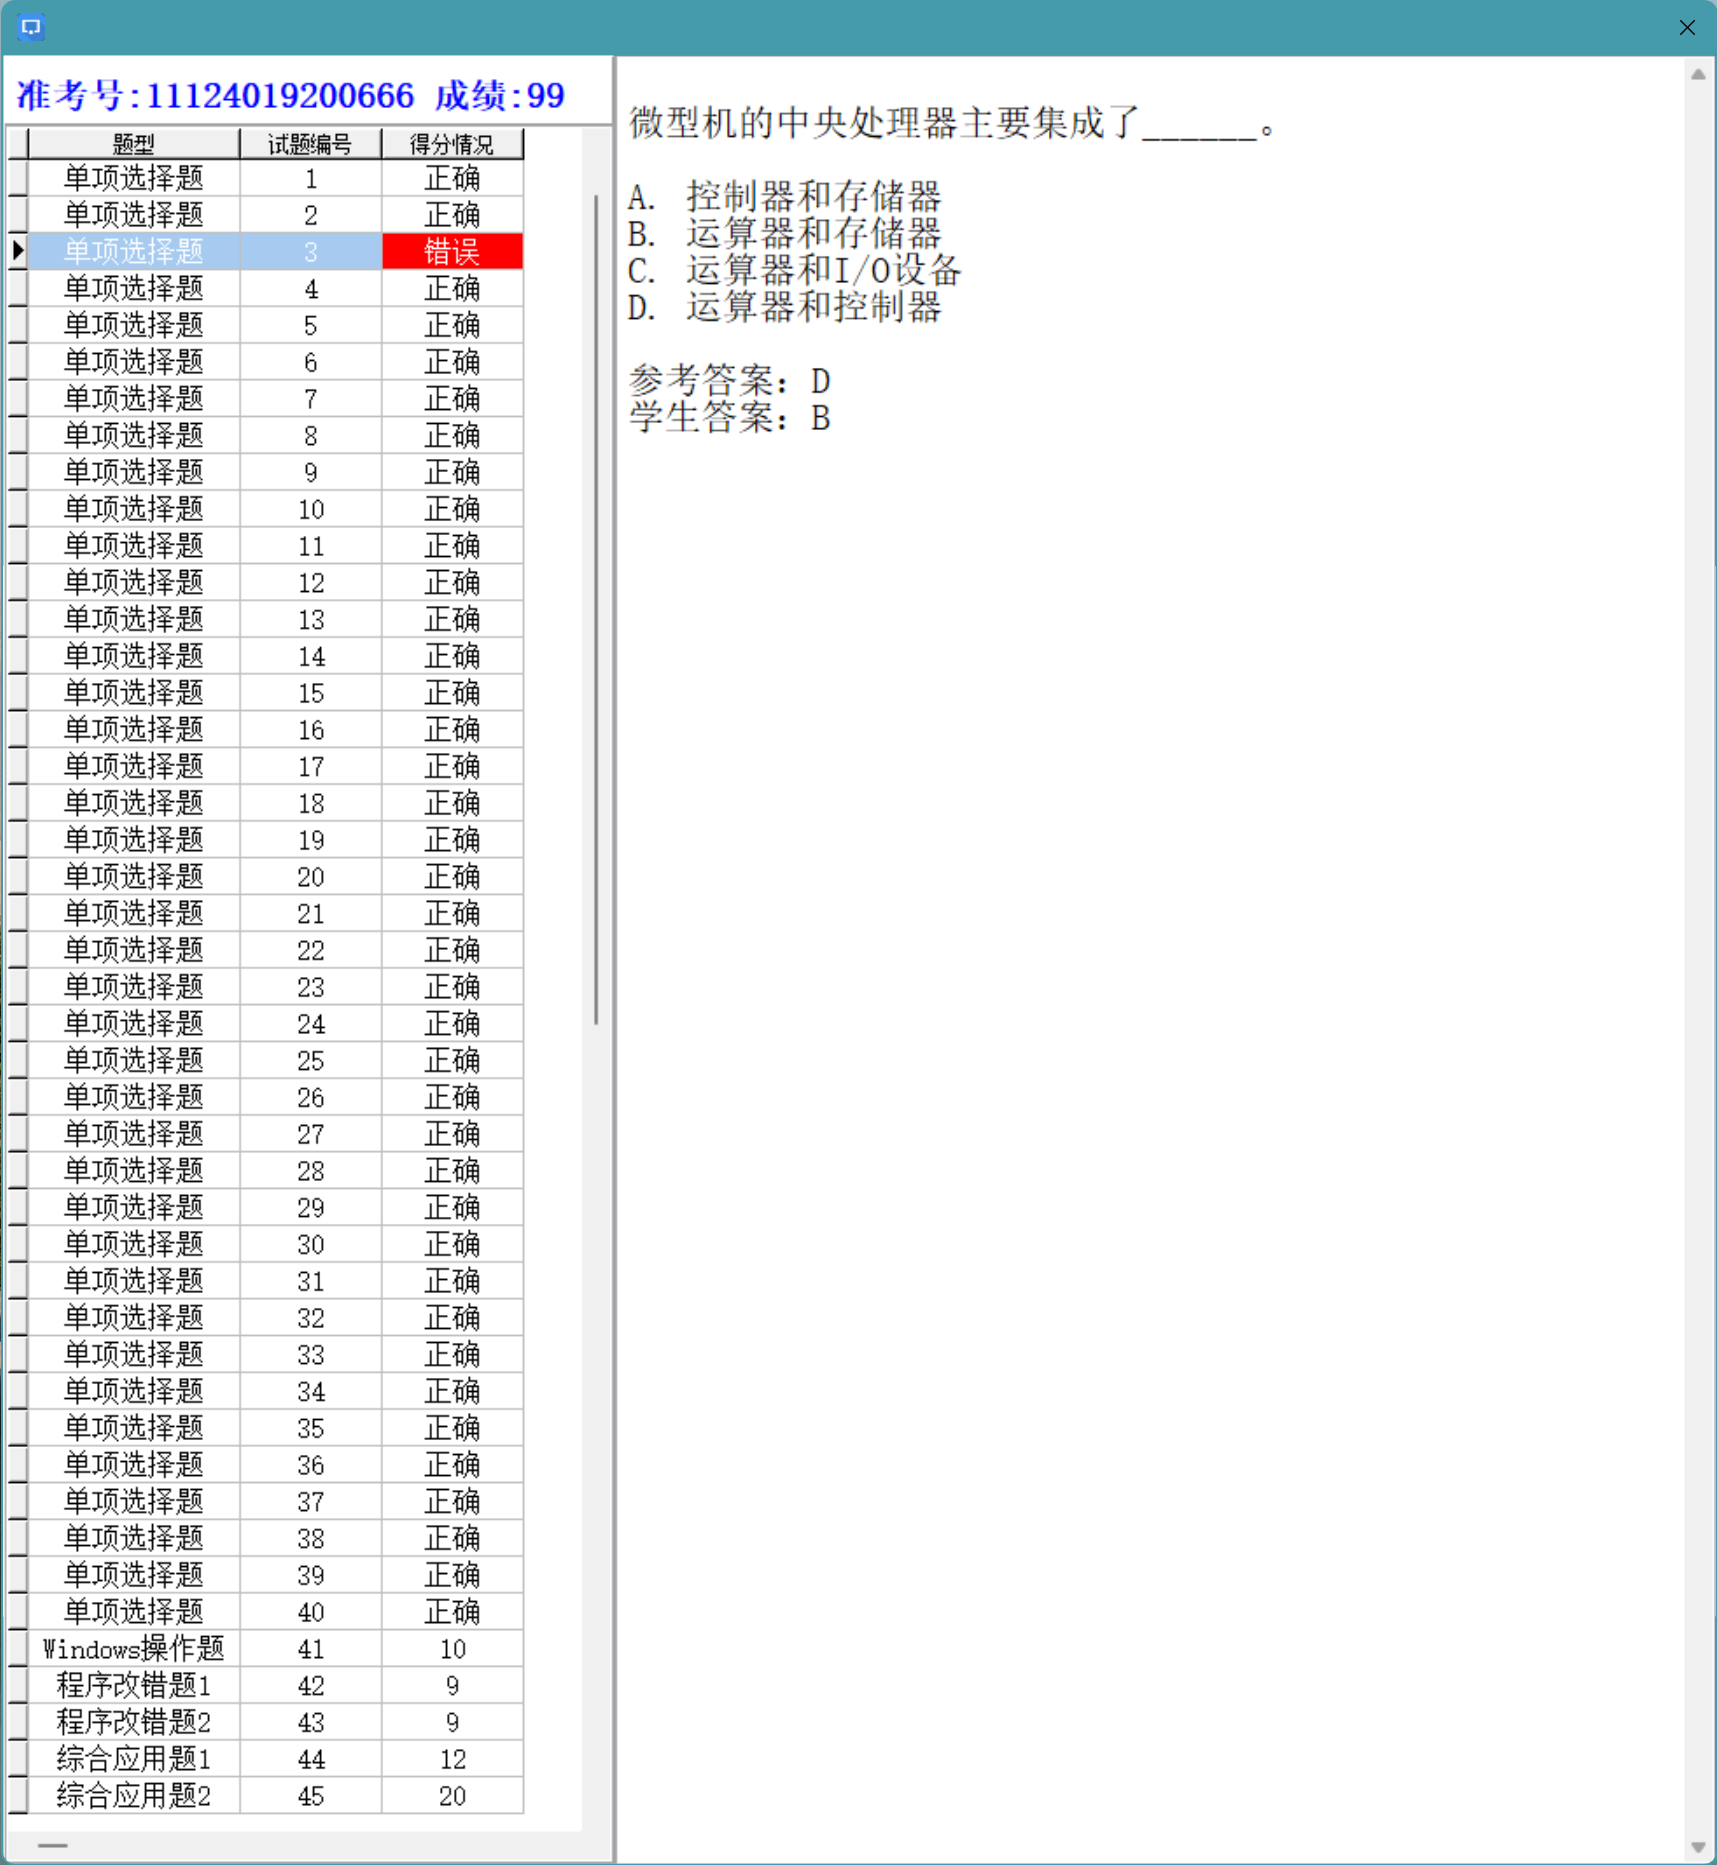 准考号:11124019200666 成绩:99
题型 试题编号 得分情况
单项选择题 1 正确
单项选择题 2 正确
单项选择题 3 错误
单项选择题 4 正确
单项选择题 5 正确
单项选择题 6 正确
单项选择题 7 正确
单项选择题 8 正确
单项选择题 9 正确
单项选择题 10 正确
单项选择题 11 正确
单项选择题 12 正确
单项选择题 13 正确
单项选择题 14 正确
单项选择题 15 正确
单项选择题 16 正确
单项选择题 17 正确
单项选择题 18 正确
单项选择题 19 正确
单项选择题 20 正确
单项选择题 21 正确
单项选择题 22 正确
单项选择题 23 正确
单项选择题 24 正确
单项选择题 25 正确
单项选择题 26 正确
单项选择题 27 正确
单项选择题 28 正确
单项选择题 29 正确
单项选择题 30 正确
单项选择题 31 正确
单项选择题 32 正确
单项选择题 33 正确
单项选择题 34 正确
单项选择题 35 正确
单项选择题 36 正确
单项选择题 37 正确
单项选择题 38 正确
单项选择题 39 正确
单项选择题 40 正确
Windows操作题 41 10
程序改错题1 42 9
程序改错题2 43 9
综合应用题1 44 12
综合应用题2 45 20
微型机的中央处理器主要集成了______。
A. 控制器和存储器
B. 运算器和存储器
C. 运算器和I/O设备
D. 运算器和控制器
参考答案: D
学生答案: B